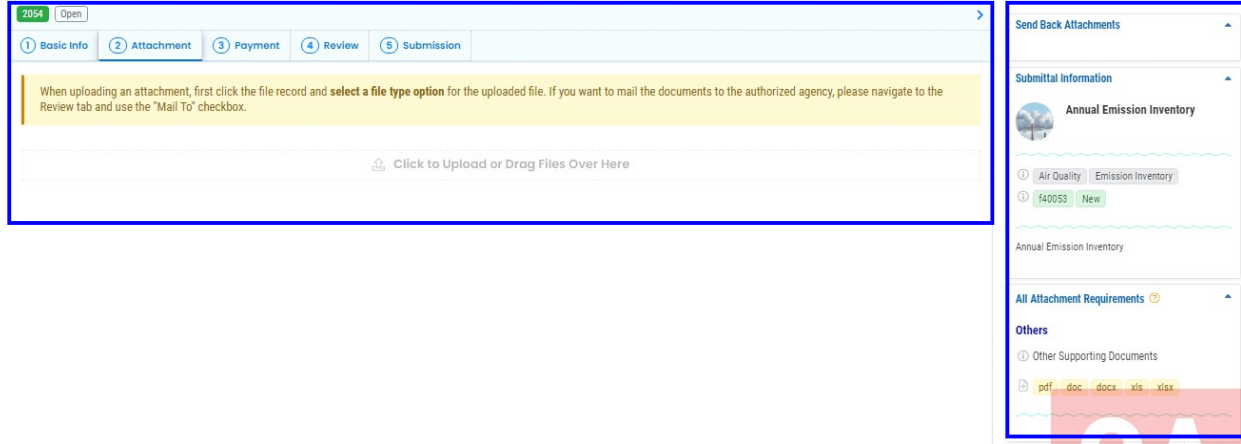 2054 Open
1 Basic Info 2 Attachment 3 Payment 4 Review 5 Submission
When uploading an attachment, first click the file record and select a file type option for the uploaded file. If you want to mail the documents to the authorized agency, please navigate to the
Review tab and use the "Mail To" checkbox.
Click to Upload or Drag Files Over Here
Send Back Attachments
Submittal Information
Annual Emission Inventory
Air Quality Emission Inventory
f40053 New
Annual Emission Inventory
All Attachment Requirements
Others
Other Supporting Documents
pdf doc docx xls xlsx